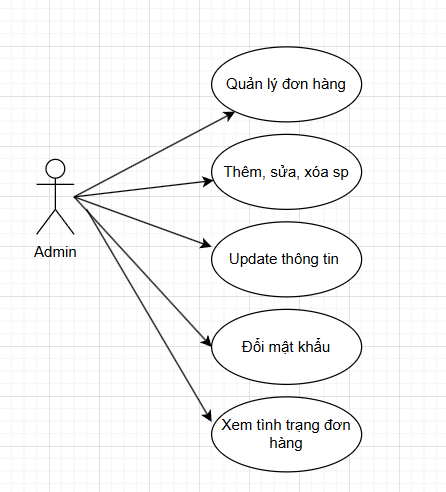 Quản lý đơn hàng
Thêm, sửa, xóa sp
Update thông tin
Admin
Đổi mật khẩu
Xem tình trạng đơn
hàng